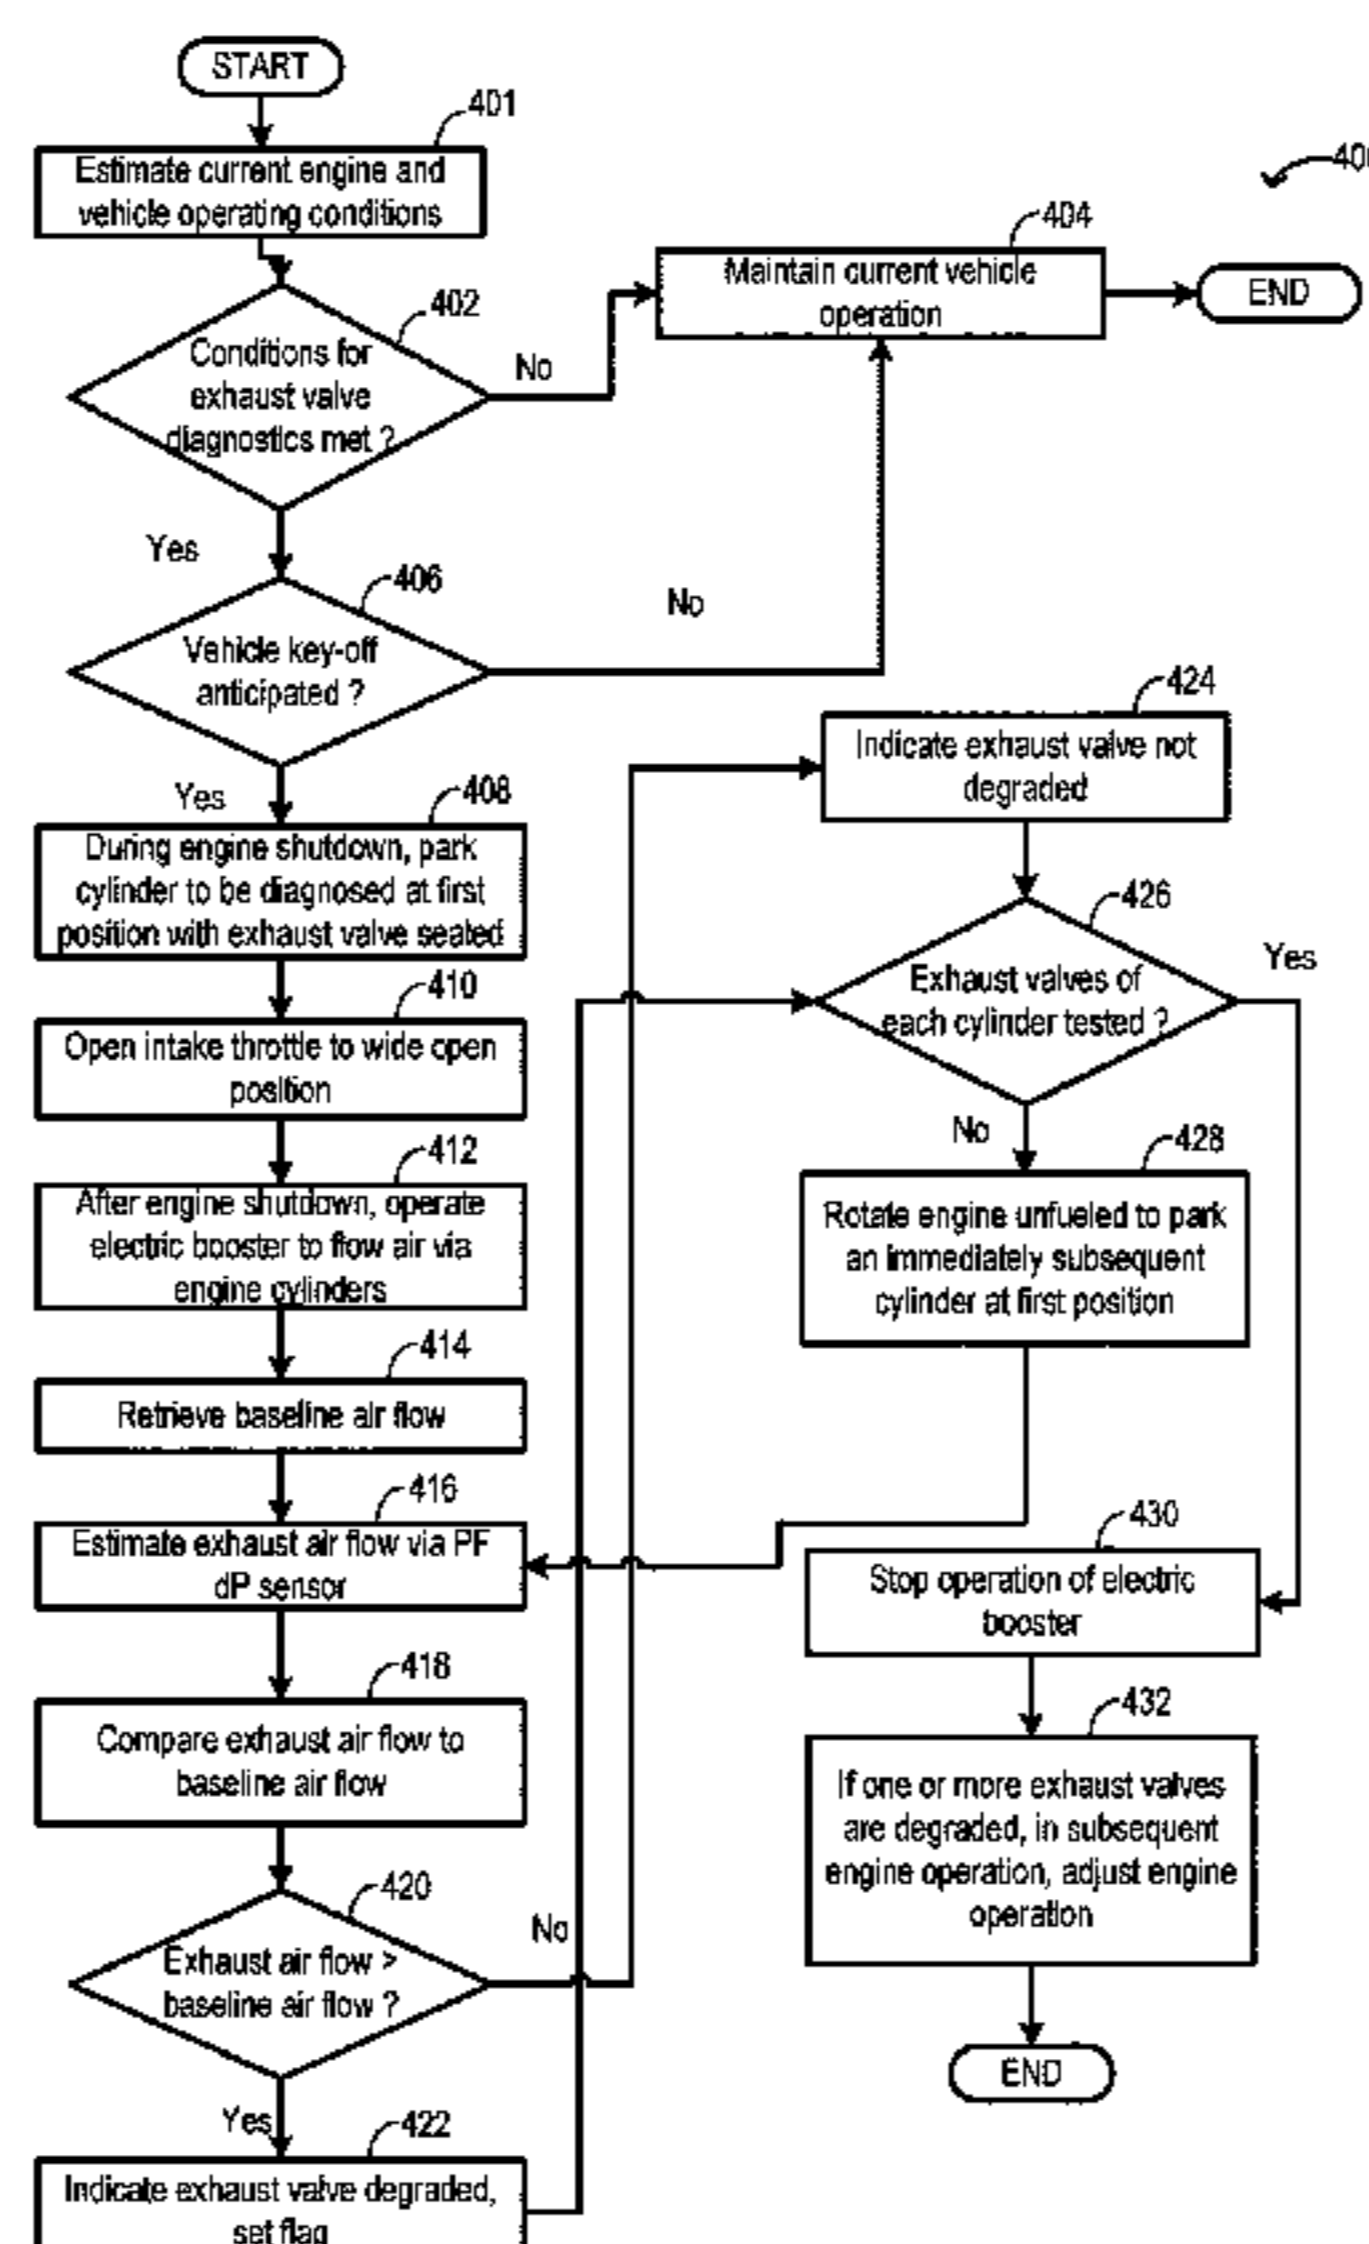 START
401
Estimate current engine and
vehicle operating conditions
402
Conditions for
exhaust valve
diagnostics met ?
No
Yes
404
Maintain current vehicle
operation
END
406
Vehicle key-off
anticipated ?
No
Yes
408
During engine shutdown, park
cylinder to be diagnosed at first
position with exhaust valve seated
410
Open intake throttle to wide open
position
412
After engine shutdown, operate
electric booster to flow air via
engine cylinders
414
Retrieve baseline air flow
416
Estimate exhaust air flow via PF
dP sensor
418
Compare exhaust air flow to
baseline air flow
420
Exhaust air flow >
baseline air flow ?
No
Yes
422
Indicate exhaust valve degraded,
set flag
424
Indicate exhaust valve not
degraded
426
Exhaust valves of
each cylinder tested ?
Yes
No
428
Rotate engine unfueled to park
an immediately subsequent
cylinder at first position
430
Stop operation of electric
booster
432
If one or more exhaust valves
are degraded, in subsequent
engine operation, adjust engine
operation
END